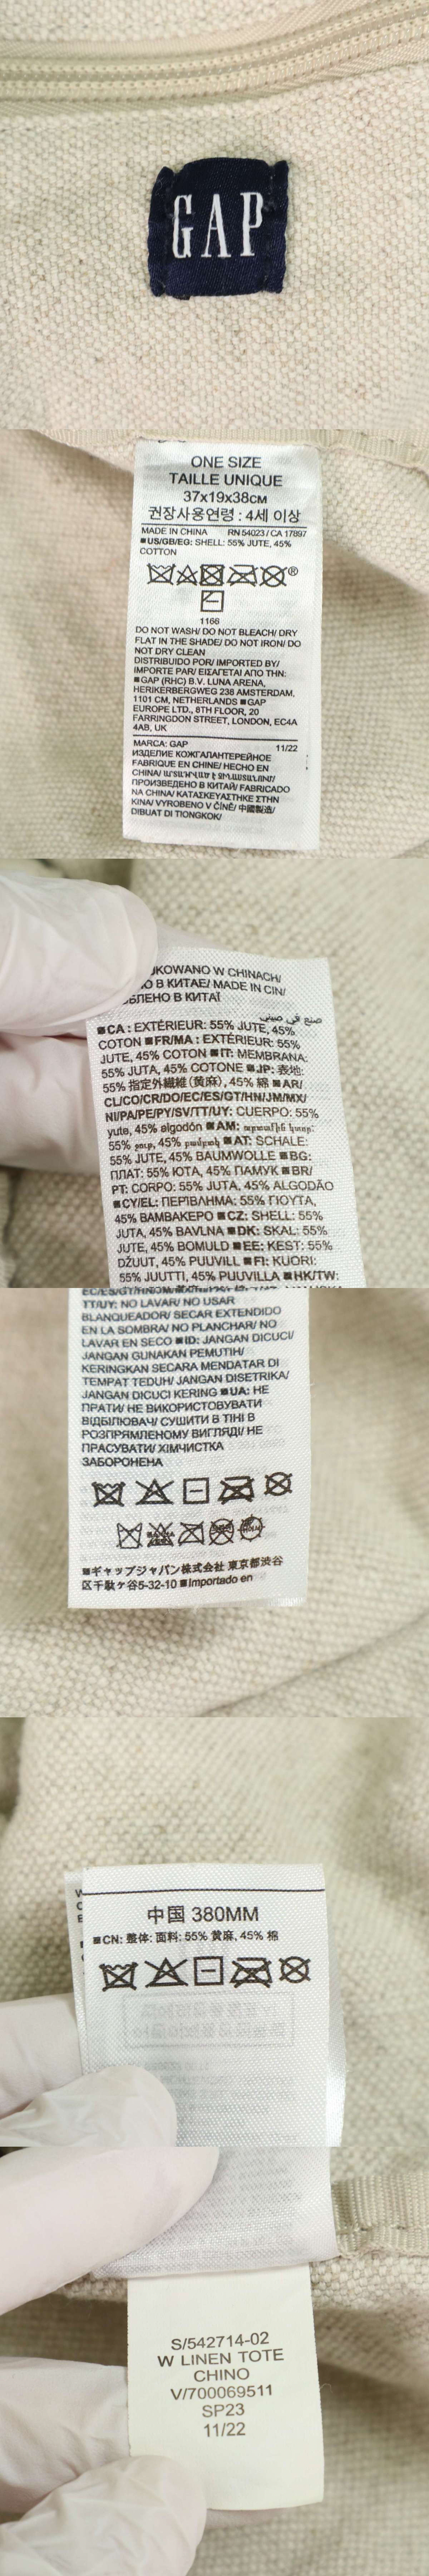 GAP
ONE SIZE
TAILLE UNIQUE
37x19x38CM
권장사용연령 : 4세 이상
MADE IN CHINA RN 54023 / CA 17897
■US/GB/EG: SHELL: 55% JUTE, 45%
COTTON
1166
DO NOT WASH/ DO NOT BLEACH/ DRY
FLAT IN THE SHADE/ DO NOT IRON/ DO
NOT DRY CLEAN
DISTRIBUIDO POR/ IMPORTED BY/
IMPORTE PAR/ ΕΙΣΑΓΕΤΑΙ ΑΠΟ ΤΗΝ:
■GAP (RHC) B.V. LUNA ARENA,
HERIKERBERGWEG 238 AMSTERDAM,
1101 CM, NETHERLANDS ■GAP
EUROPE LTD., 8TH FLOOR, 20
FARRINGDON STREET, LONDON, EC4A
4AB, UK
MARCA: GAP 11/22
ИЗДЕЛИЕ КОЖГАЛАНТЕРЕЙНОЕ
FABRIQUE EN CHINE/ HECHO EN
CHINA/
ПРОИЗВЕДЕНО В КИТАЙ/ FABRICADO
NA CHINA/ ΚΑΤΑΣΚΕΥΑΣΤΗΚΕ ΣΤΗΝ
ΚΙΝΑ/ VYROBENO V ČÍNĚ/ 中國製造/
DIBUAT DI TIONGKOK/
UKOWANO W CHINACH/
В КИТАЕ/ MADE IN CIN/
БЛЕНО В КИТАЇ
صنع في صيني
■CA : EXTÉRIEUR: 55% JUTE, 45%
COTON ■FR/MA : EXTÉRIEUR: 55%
JUTE, 45% COTON ■IT: MEMBRANA:
55% JUTA, 45% COTONE ■JP: 表地:
55% 指定外繊維 (黄麻), 45% 綿 ■AR/
CL/CO/CR/DO/EC/ES/GT/HN/JM/MX/
NI/PA/PE/PY/SV/TT/UY: CUERPO: 55%
yute, 45% algodón ■AM:
55% 45% ■AT: SCHALE:
55% JUTE, 45% BAUMWOLLE ■BG:
ПЛАТ: 55% ЮТА, 45% ПАМУК ■BR/
PT: CORPO: 55% JUTA, 45% ALGODÃO
■CY/EL: ΠΕΡΙΒΛΗΜΑ: 55% ΓΙΟΥΤΑ,
45% ΒΑΜΒΑΚΕΡΟ ■CZ: SHELL: 55%
JUTA, 45% BAVLNA ■DK: SKAL: 55%
JUTE, 45% BOMULD ■EE: KEST: 55%
DŽUUT, 45% PUUVILL ■FI: KUORI:
55% JUUTTI, 45% PUUVILLA ■HK/TW:
TT/UY: NO LAVAR/ NO USAR
BLANQUEADOR/ SECAR EXTENDIDO
EN LA SOMBRA/ NO PLANCHAR/ NO
LAVAR EN SECO ■ID: JANGAN DICUCI/
JANGAN GUNAKAN PEMUTIH/
KERINGKAN SECARA MENDATAR DI
TEMPAT TEDUH/ JANGAN DISETRIKA/
JANGAN DICUCI KERING ■UA: НЕ
ПРАТИ/ НЕ ВИКОРИСТОВУВАТИ
ВІДБІЛЮВАЧ/ СУШИТИ В ТІНІ В
РОЗПРЯМЛЕНОМУ ВИГЛЯДІ/ НЕ
ПРАСУВАТИ/ ХІМЧИСТКА
ЗАБОРОНЕНА
■ギャップジャパン株式会社 東京都渋谷
区千駄ヶ谷5-32-10 ■Importado en
中国 380MM
■CN: 整体: 面料: 55% 黄麻, 45% 棉
S/542714-02
W LINEN TOTE
CHINO
V/700069511
SP23
11/22